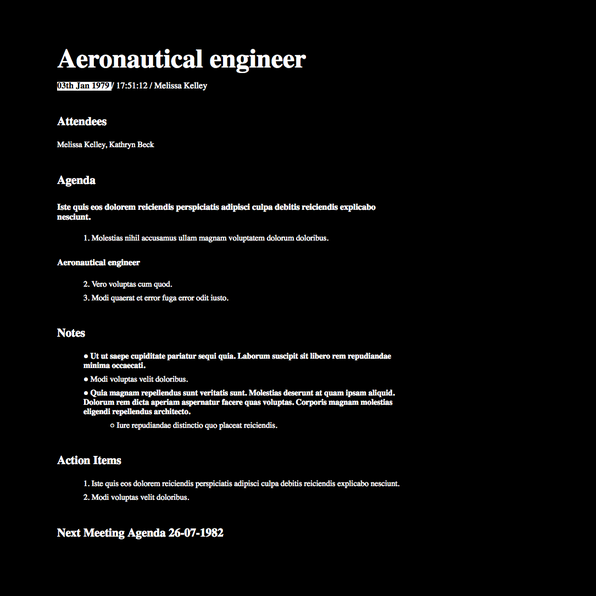 Aeronautical engineer
03th Jan 1979 / 17:51:12 / Melissa Kelley
Attendees
Melissa Kelley, Kathryn Beck
Agenda
Iste quis eos dolorem reiciendis perspiciatis adipisci culpa debitis reiciendis explicabo
nesciunt.
1. Molestias nihil accusamus ullam magnam voluptatem dolorum doloribus.
Aeronautical engineer
2. Vero voluptas cum quod.
3. Modi quaerat et error fuga error odit iusto.
Notes
● Ut ut saepe cupiditate pariatur sequi quia. Laborum suscipit sit libero rem repudiandae
minima occaecati.
● Modi voluptas velit doloribus.
● Quia magnam repellendus sunt veritatis sunt. Molestias deserunt at quam ipsam aliquid.
Dolorum rem dicta aperiam aspernatur facere quas voluptas. Corporis magnam molestias
eligendi repellendus architecto.
○ Iure repudiandae distinctio quo placeat reiciendis.
Action Items
1. Iste quis eos dolorem reiciendis perspiciatis adipisci culpa debitis reiciendis explicabo nesciunt.
2. Modi voluptas velit doloribus.
Next Meeting Agenda 26-07-1982